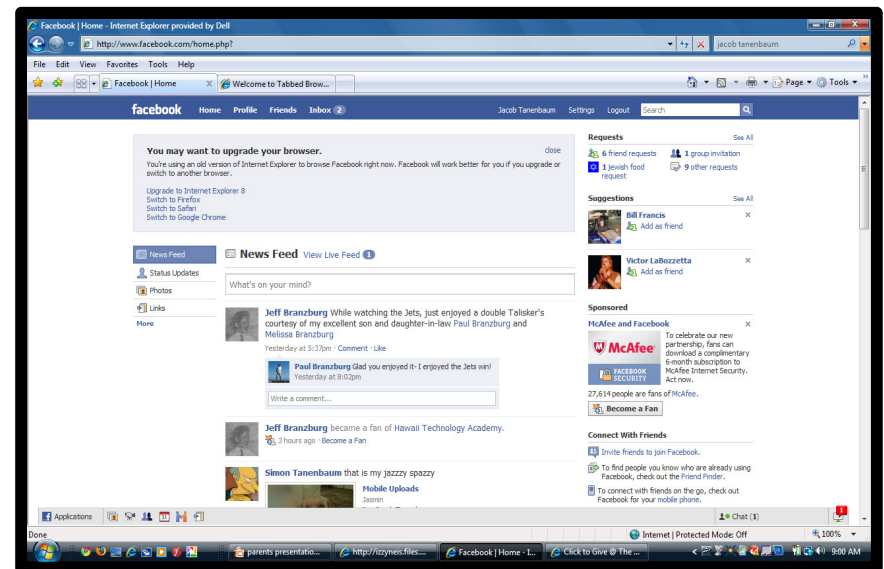 Facebook | Home - Internet Explorer provided by Dell
http://www.facebook.com/home.php?
jacob tanenbaum
File Edit View Favorites Tools Help
Facebook | Home
Welcome to Tabbed Brow...
Page
Tools
facebook Home Profile Friends Inbox 2 Jacob Tanenbaum Settings Logout Search
You may want to upgrade your browser. close
You're using an old version of Internet Explorer to browse Facebook right now. Facebook will work better for you if you upgrade or
switch to another browser.
Upgrade to Internet Explorer 8
Switch to Firefox
Switch to Safari
Switch to Google Chrome
News Feed
Status Updates
Photos
Links
More
News Feed View Live Feed 1
What's on your mind?
Jeff Branzburg While watching the Jets, just enjoyed a double Talisker's
courtesy of my excellent son and daughter-in-law Paul Branzburg and
Melissa Branzburg
Yesterday at 5:37pm · Comment · Like
Paul Branzburg Glad you enjoyed it- I enjoyed the Jets win!
Yesterday at 8:02pm
Write a comment...
Jeff Branzburg became a fan of Hawaii Technology Academy.
3 hours ago · Become a Fan
Simon Tanenbaum that is my jazzzy spazzy
Mobile Uploads
Jasmin
Requests See All
6 friend requests 1 group invitation
1 jewish food 9 other requests
request
Suggestions See All
Bill Francis x
Add as friend
Victor LaBozzetta x
Add as friend
Sponsored
McAfee and Facebook x
McAfee
FACEBOOK
SECURITY
To celebrate our new
partnership, fans can
download a complimentary
6-month subscription to
McAfee Internet Security.
Act now.
27,614 people are fans of McAfee.
Become a Fan
Connect With Friends
Invite friends to join Facebook.
To find people you know who are already using
Facebook, check out the Friend Finder.
To connect with friends on the go, check out
Facebook for your mobile phone.
Applications
Chat (1)
1
Done
Internet | Protected Mode: Off
100%
parents presentatio...
http://izzyneis.files....
Facebook | Home - I...
Click to Give @ The ...
9:00 AM